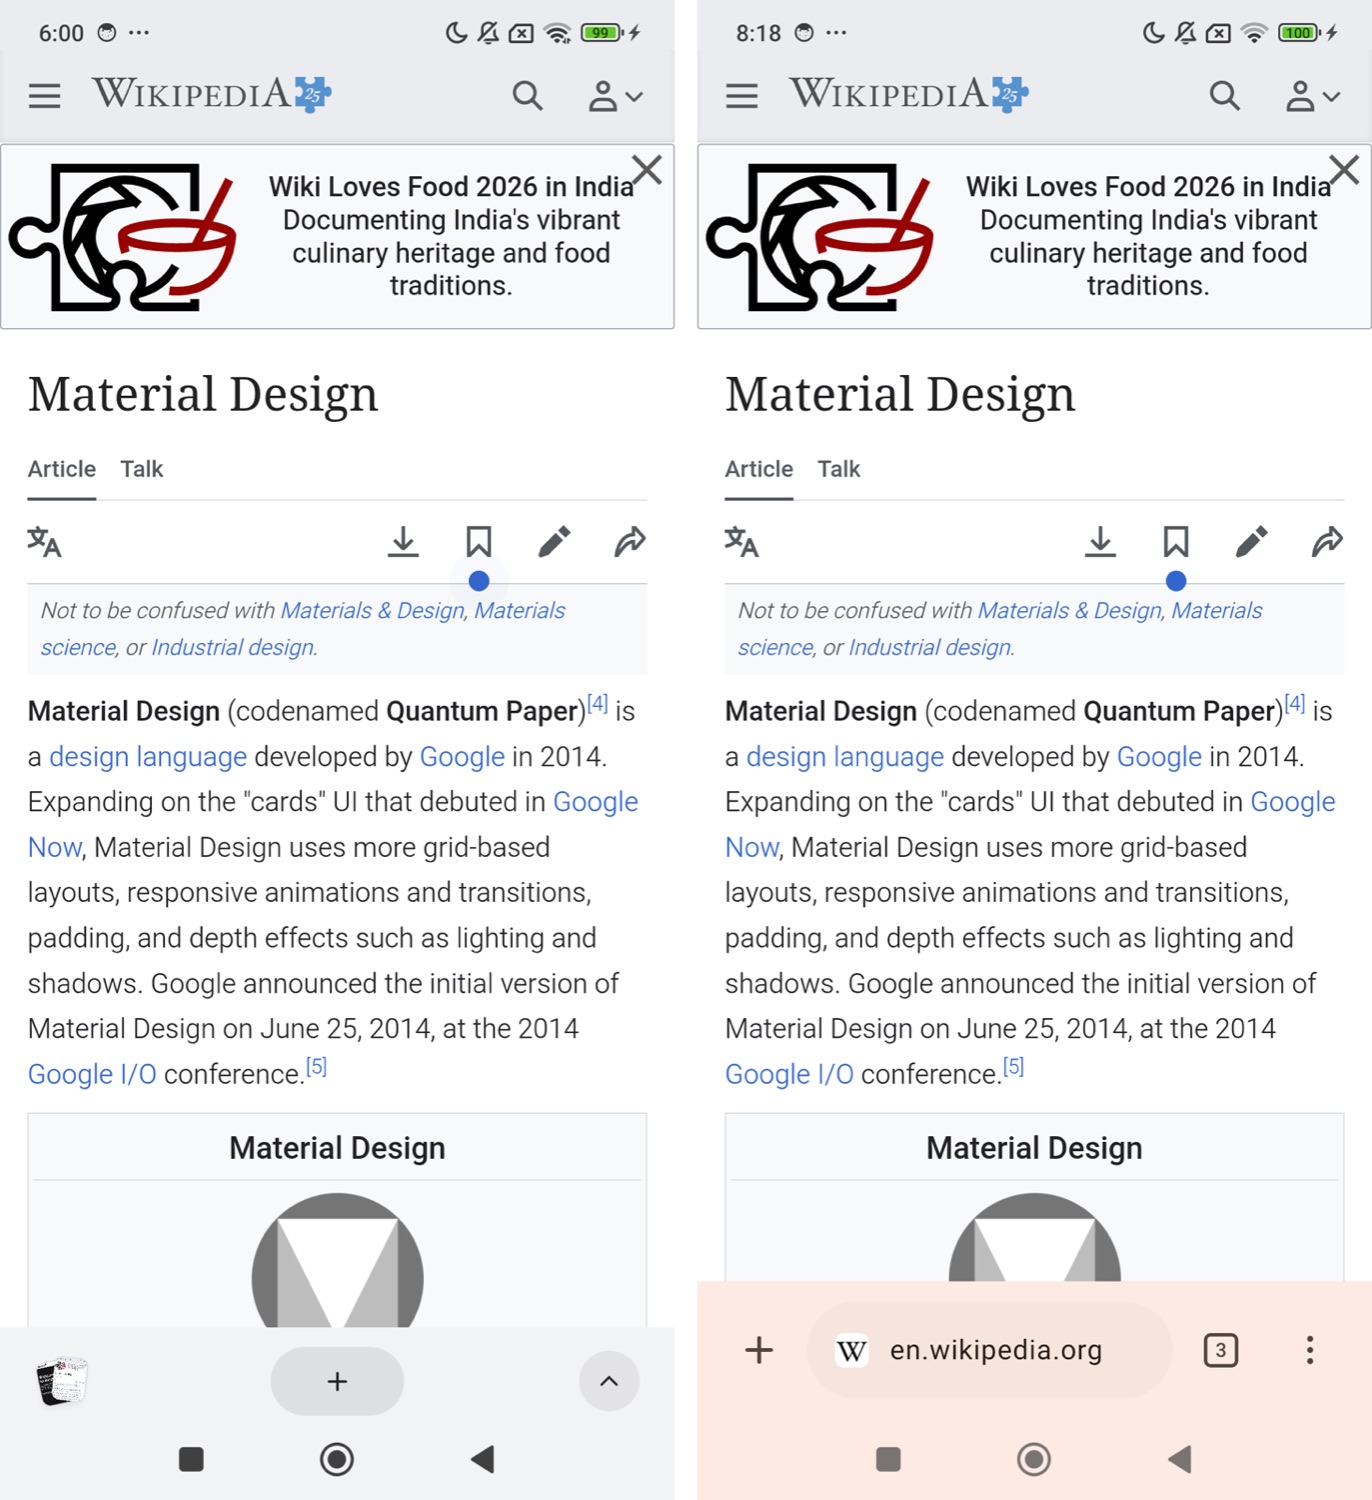 6:00
99
WIKIPEDIA 25
Wiki Loves Food 2026 in India
Documenting India's vibrant
culinary heritage and food
traditions.
Material Design
Article Talk
Not to be confused with Materials & Design, Materials
science, or Industrial design.
Material Design (codenamed Quantum Paper)[4] is
a design language developed by Google in 2014.
Expanding on the "cards" UI that debuted in Google
Now, Material Design uses more grid-based
layouts, responsive animations and transitions,
padding, and depth effects such as lighting and
shadows. Google announced the initial version of
Material Design on June 25, 2014, at the 2014
Google I/O conference.[5]
Material Design
8:18
100
WIKIPEDIA 25
Wiki Loves Food 2026 in India
Documenting India's vibrant
culinary heritage and food
traditions.
Material Design
Article Talk
Not to be confused with Materials & Design, Materials
science, or Industrial design.
Material Design (codenamed Quantum Paper)[4] is
a design language developed by Google in 2014.
Expanding on the "cards" UI that debuted in Google
Now, Material Design uses more grid-based
layouts, responsive animations and transitions,
padding, and depth effects such as lighting and
shadows. Google announced the initial version of
Material Design on June 25, 2014, at the 2014
Google I/O conference.[5]
Material Design
W en.wikipedia.org 3